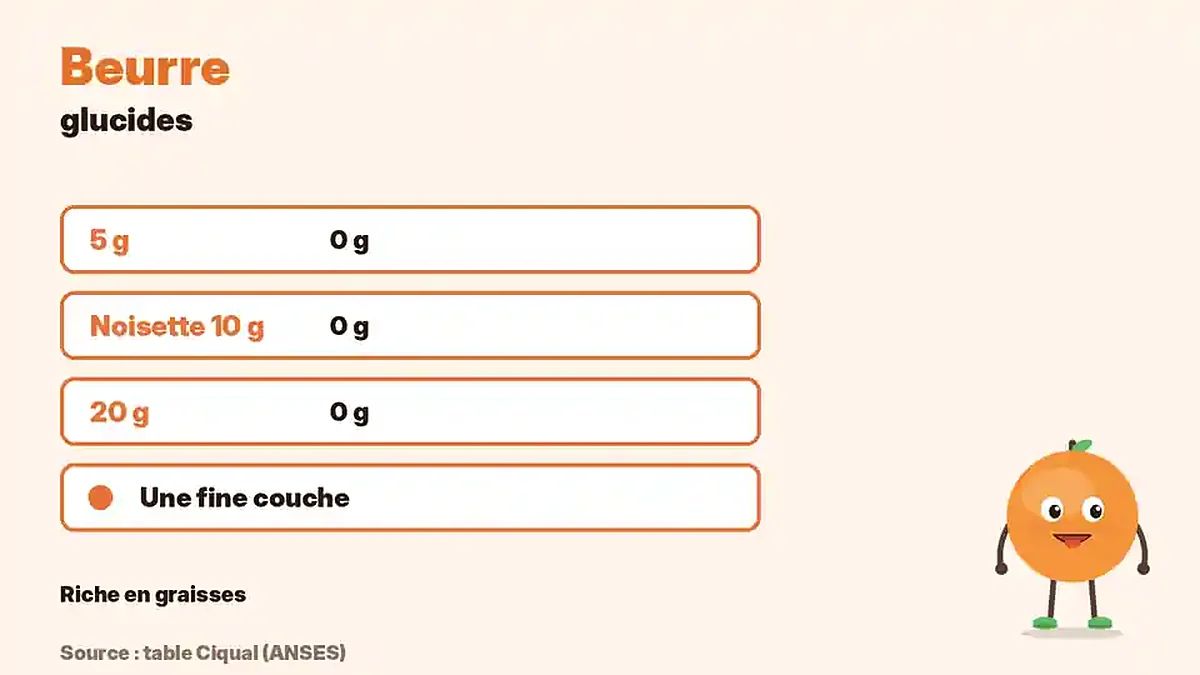 Beurre
glucides
5 g 0 g
Noisette 10 g 0 g
20 g 0 g
Une fine couche
Riche en graisses
Source : table Ciqual (ANSES)